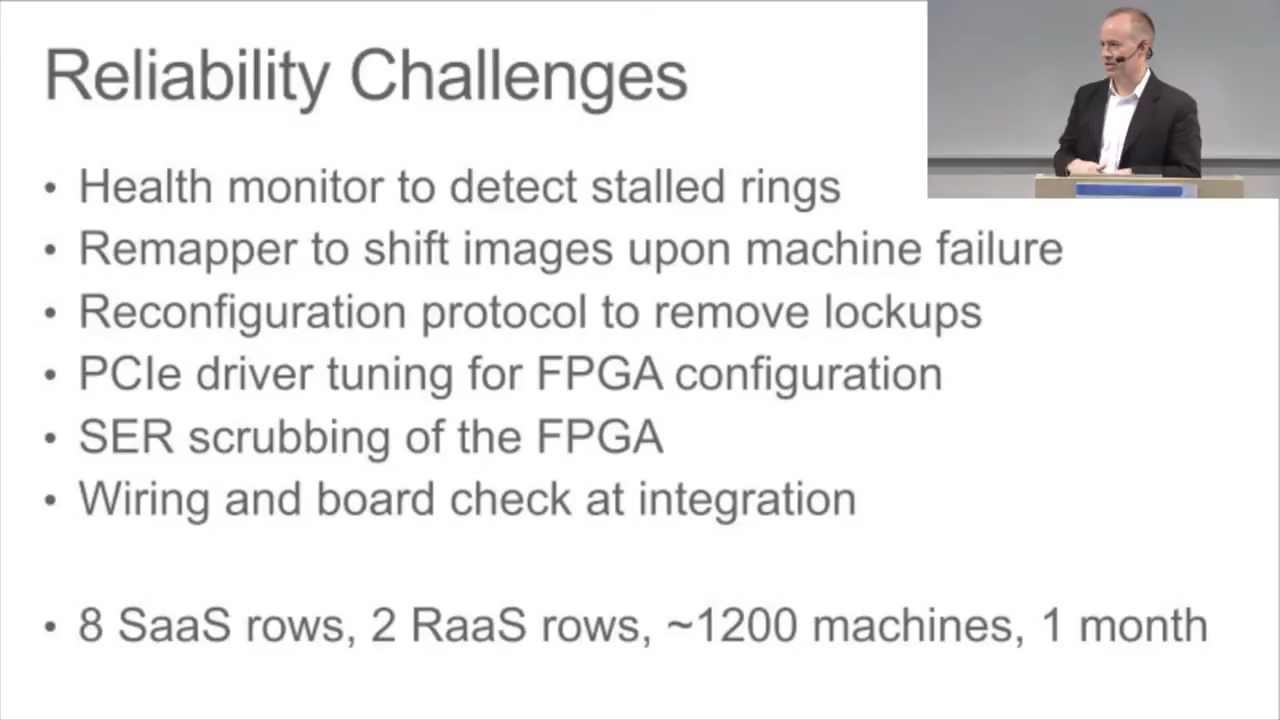 Reliability Challenges
• Health monitor to detect stalled rings
• Remapper to shift images upon machine failure
• Reconfiguration protocol to remove lockups
• PCIe driver tuning for FPGA configuration
• SER scrubbing of the FPGA
• Wiring and board check at integration
• 8 SaaS rows, 2 RaaS rows, ~1200 machines, 1 month